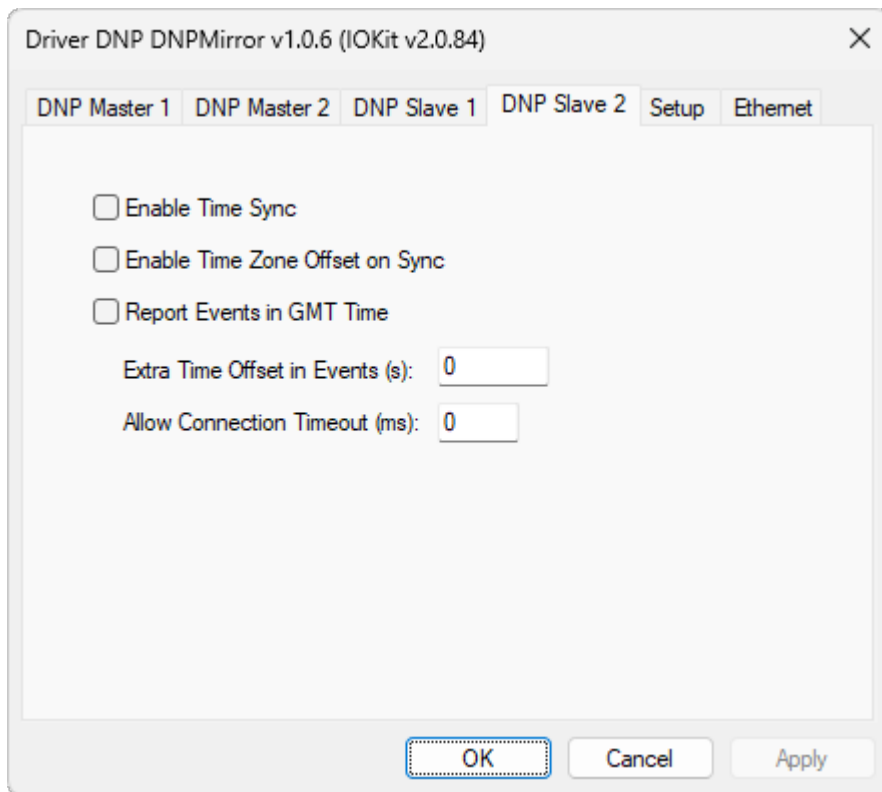 Driver DNP DNPMirror v1.0.6 (IOKit v2.0.84)
DNP Master 1 DNP Master 2 DNP Slave 1 DNP Slave 2 Setup Ethernet
Enable Time Sync
Enable Time Zone Offset on Sync
Report Events in GMT Time
Extra Time Offset in Events (s): 0
Allow Connection Timeout (ms): 0
OK Cancel Apply